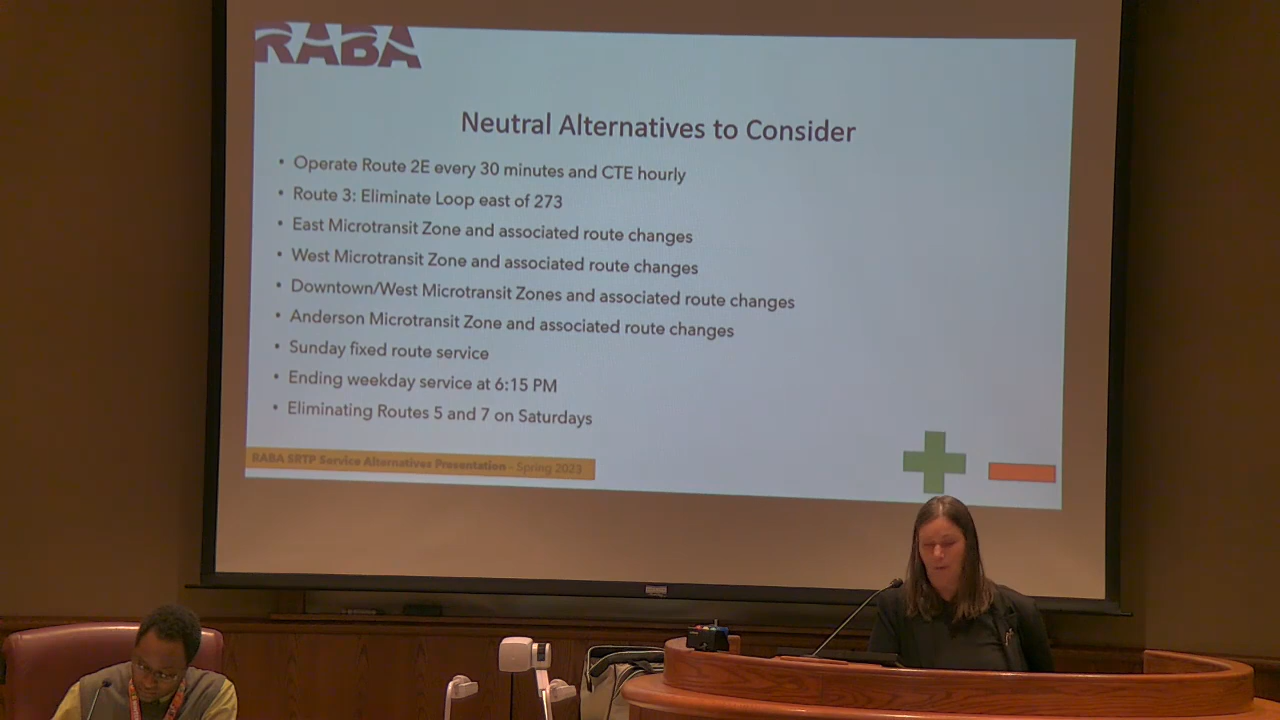 RABA
Neutral Alternatives to Consider
• Operate Route 2E every 30 minutes and CTE hourly
• Route 3: Eliminate Loop east of 273
• East Microtransit Zone and associated route changes
• West Microtransit Zone and associated route changes
• Downtown/West Microtransit Zones and associated route changes
• Anderson Microtransit Zone and associated route changes
• Sunday fixed route service
• Ending weekday service at 6:15 PM
• Eliminating Routes 5 and 7 on Saturdays
RABA SRTP Service Alternatives Presentation - Spring 2023